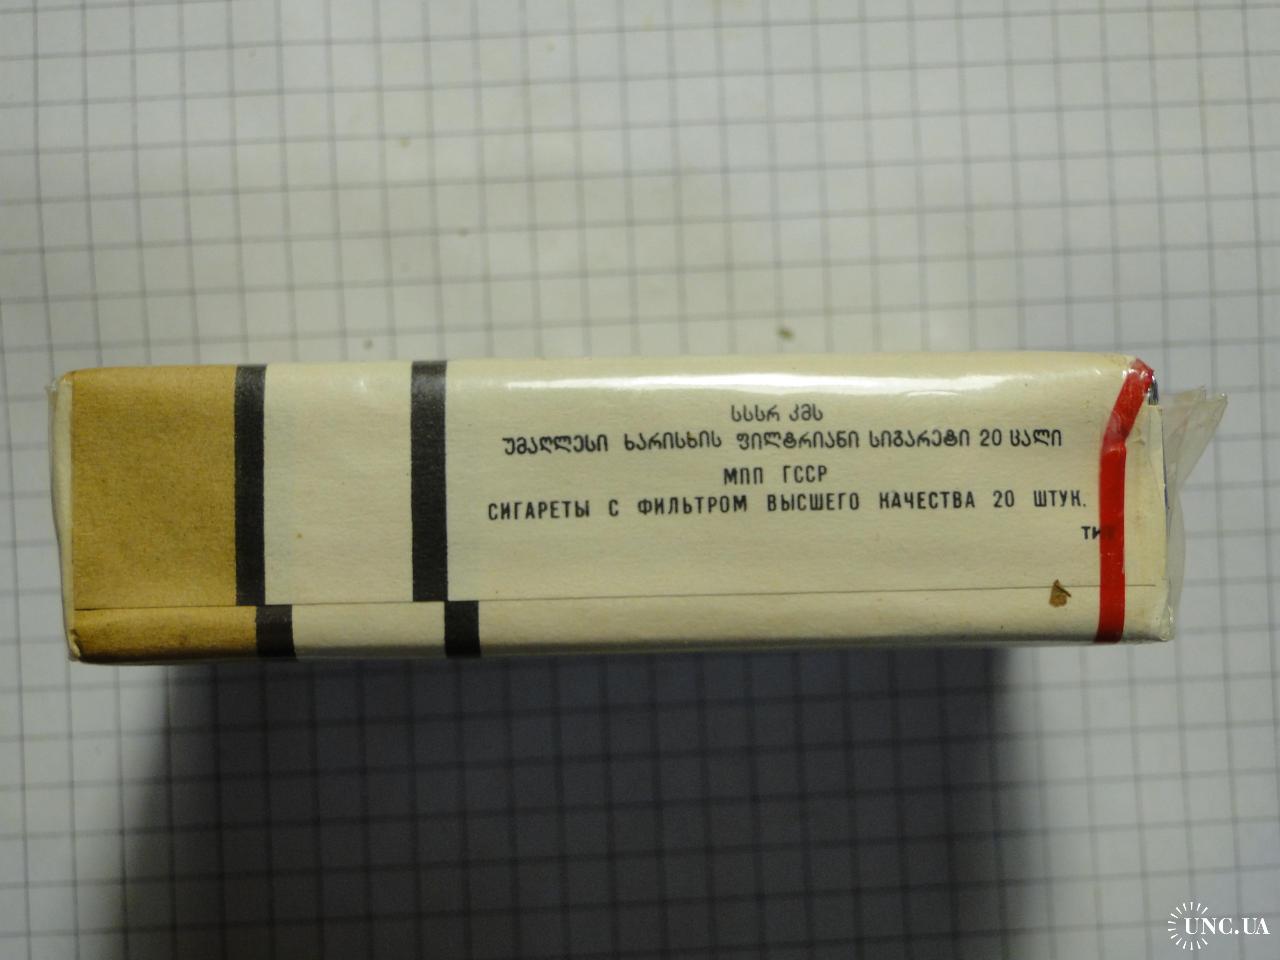 სსსრ კმს
უმაღლესი ხარისხის ფილტრიანი სიგარეტი 20 ცალი
МПП ГССР
СИГАРЕТЫ С ФИЛЬТРОМ ВЫСШЕГО КАЧЕСТВА 20 ШТУК.
UNC.UA